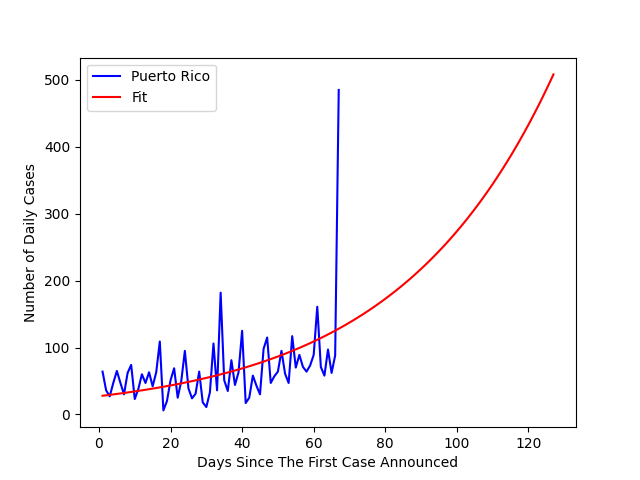 Puerto Rico
Fit
Number of Daily Cases
500
400
300
200
100
0
0 20 40 60 80 100 120
Days Since The First Case Announced